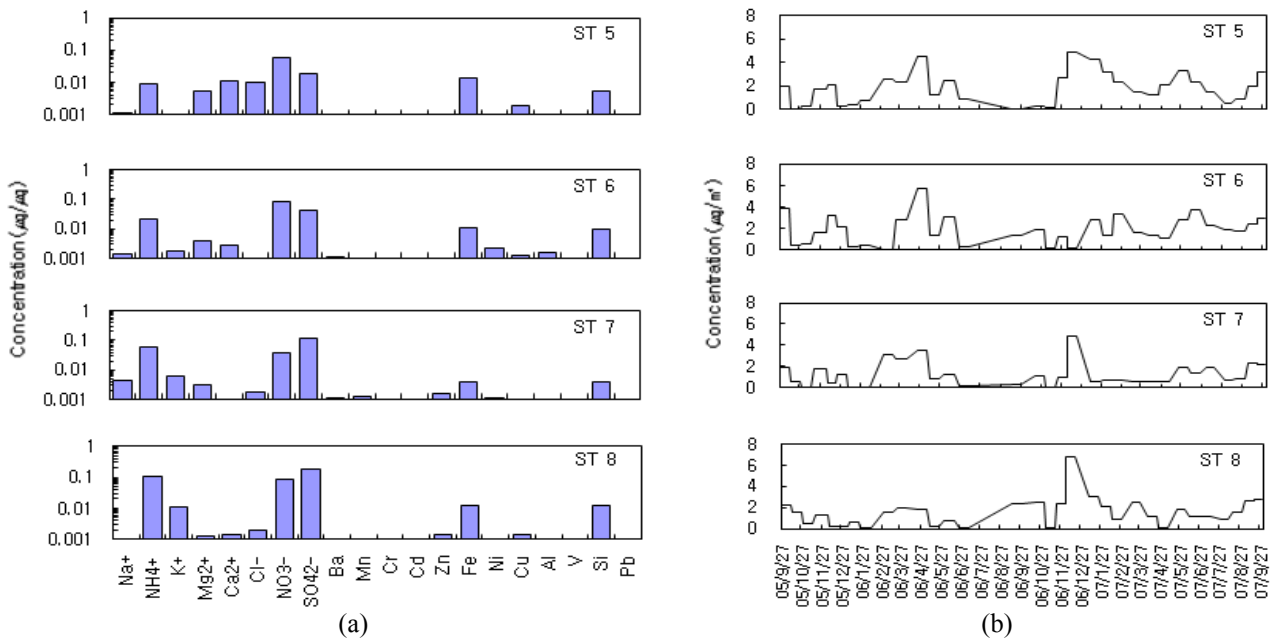 Concentration(㎍/㎍)
1
0.1
0.01
0.001
ST 5
1
0.1
0.01
0.001
ST 6
1
0.1
0.01
0.001
ST 7
1
0.1
0.01
0.001
ST 8
Na+
NH4+
K+
Mg2+
Ca2+
Cl-
NO3-
SO42-
Ba
Mn
Cr
Cd
Zn
Fe
Ni
Cu
Al
V
Si
Pb
(a)
Concentration(㎍/㎥)
8
6
4
2
0
ST 5
8
6
4
2
0
ST 6
8
6
4
2
0
ST 7
8
6
4
2
0
ST 8
05/9/27
05/10/27
05/11/27
05/12/27
06/1/27
06/2/27
06/3/27
06/4/27
06/5/27
06/6/27
06/7/27
06/8/27
06/9/27
06/10/27
06/11/27
06/12/27
07/1/27
07/2/27
07/3/27
07/4/27
07/5/27
07/6/27
07/7/27
07/8/27
07/9/27
(b)